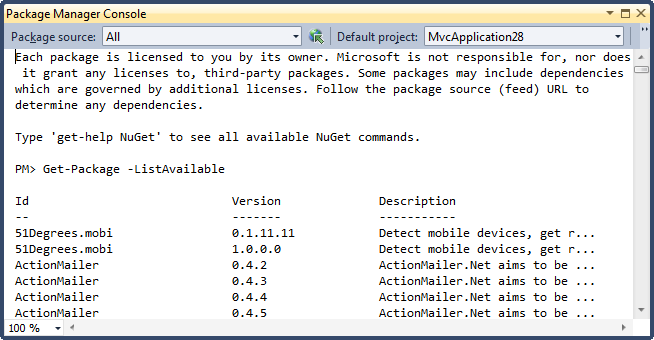 Package Manager Console
Package source: All Default project: MvcApplication28
Each package is licensed to you by its owner. Microsoft is not responsible for, nor does
it grant any licenses to, third-party packages. Some packages may include dependencies
which are governed by additional licenses. Follow the package source (feed) URL to
determine any dependencies.
Type 'get-help NuGet' to see all available NuGet commands.
PM> Get-Package -ListAvailable
Id Version Description
-- ------- -----------
51Degrees.mobi 0.1.11.11 Detect mobile devices, get r...
51Degrees.mobi 1.0.0.0 Detect mobile devices, get r...
ActionMailer 0.4.2 ActionMailer.Net aims to be ...
ActionMailer 0.4.3 ActionMailer.Net aims to be ...
ActionMailer 0.4.4 ActionMailer.Net aims to be ...
ActionMailer 0.4.5 ActionMailer.Net aims to be ...
100 %